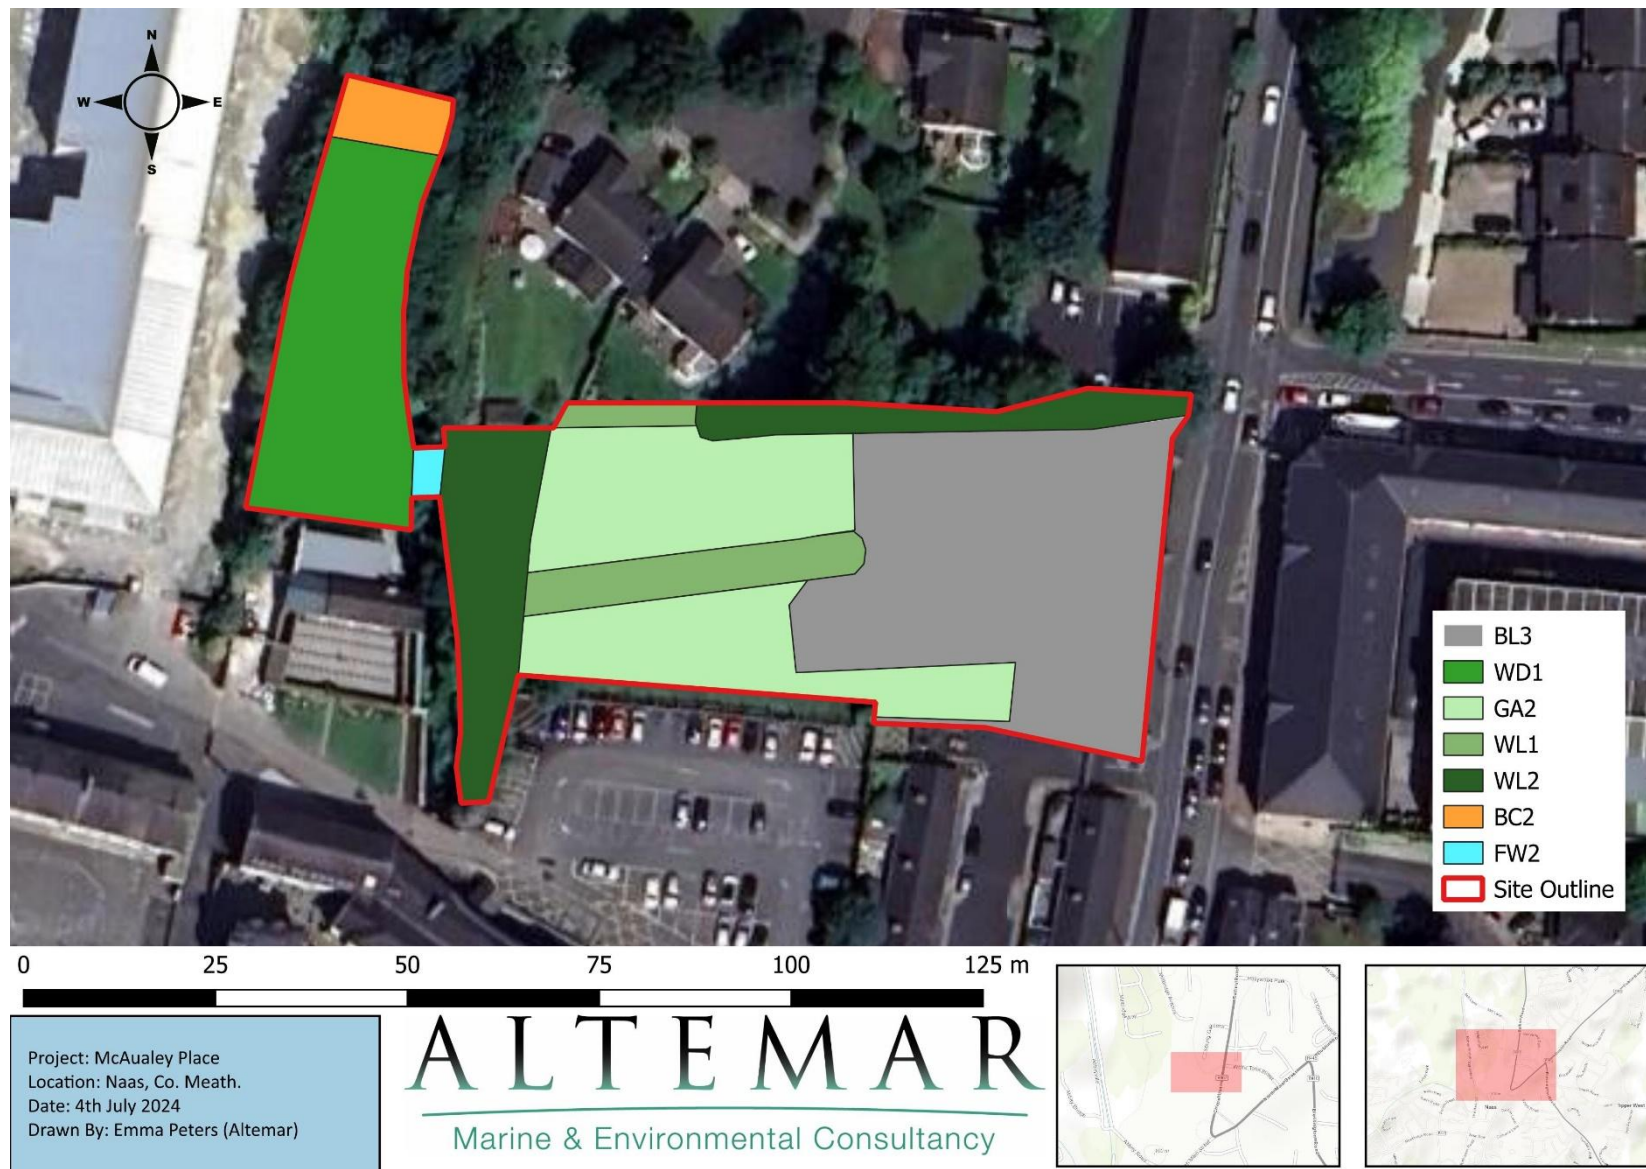 N
W E
S
BL3
WD1
GA2
WL1
WL2
BC2
FW2
Site Outline
0 25 50 75 100 125 m
Project: McAualey Place
Location: Naas, Co. Meath.
Date: 4th July 2024
Drawn By: Emma Peters (Altemar)
ALTEMAR
Marine & Environmental Consultancy
Naas